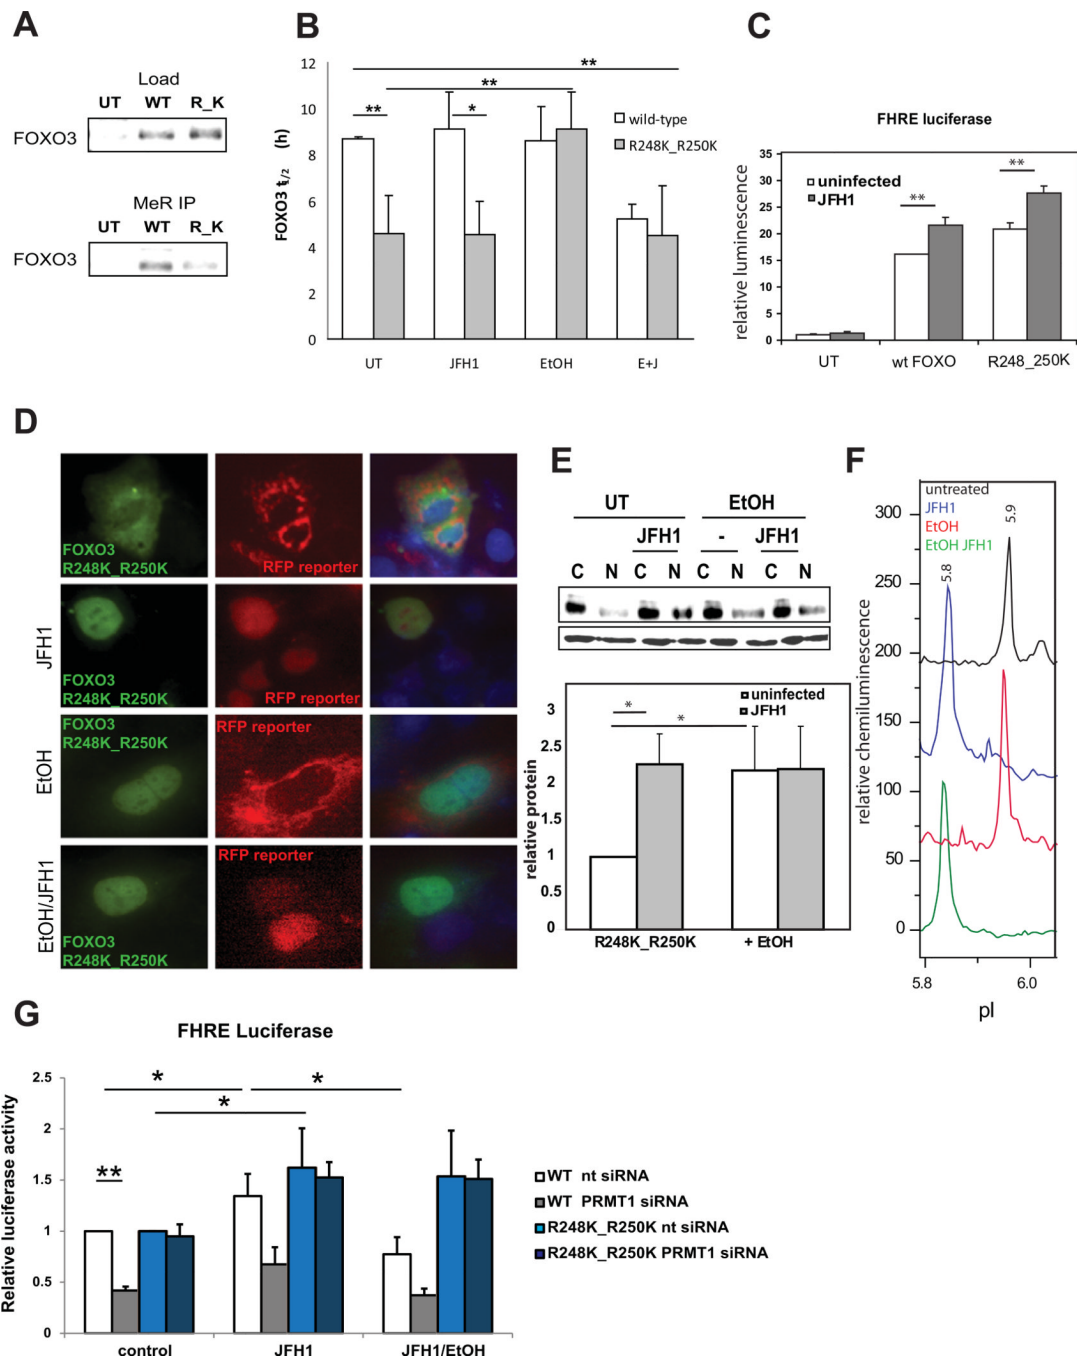 A
Load
UT WT R_K
FOXO3
MeR IP
UT WT R_K
FOXO3
B
12
10
8
6
4
2
0
FOXO3 t1/2 (h)
**
**
**
*
wild-type
R248K_R250K
UT JFH1 EtOH E+J
C
FHRE luciferase
35
30
25
20
15
10
5
0
relative luminescence
uninfected
JFH1
**
**
UT wt FOXO R248_250K
D
FOXO3
R248K_R250K
RFP reporter
JFH1
FOXO3
R248K_R250K
RFP reporter
EtOH
FOXO3
R248K_R250K
RFP reporter
EtOH/JFH1
FOXO3
R248K_R250K
RFP reporter
E
UT EtOH
JFH1 - JFH1
C N C N C N C N
uninfected
JFH1
3
2.5
2
1.5
1
0.5
0
relative protein
*
*
R248K_R250K + EtOH
F
untreated
JFH1
EtOH
EtOH JFH1
5.9
5.8
300
250
200
150
100
50
0
relative chemiluminescence
5.8 6.0
pI
G
FHRE Luciferase
2.5
2
1.5
1
0.5
0
Relative luciferase activity
*
*
*
**
WT nt siRNA
WT PRMT1 siRNA
R248K_R250K nt siRNA
R248K_R250K PRMT1 siRNA
control JFH1 JFH1/EtOH